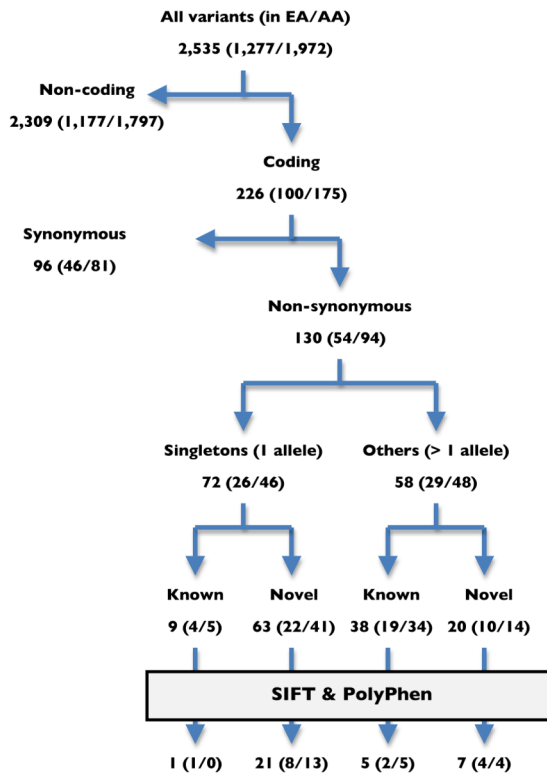 All variants (in EA/AA)
2,535 (1,277/1,972)
Non-coding
2,309 (1,177/1,797)
Coding
226 (100/175)
Synonymous
96 (46/81)
Non-synonymous
130 (54/94)
Singletons (1 allele)
Others (> 1 allele)
72 (26/46)
58 (29/48)
Known
Novel
Known
Novel
9 (4/5)
63 (22/41)
38 (19/34)
20 (10/14)
SIFT & PolyPhen
1 (1/0)
21 (8/13)
5 (2/5)
7 (4/4)